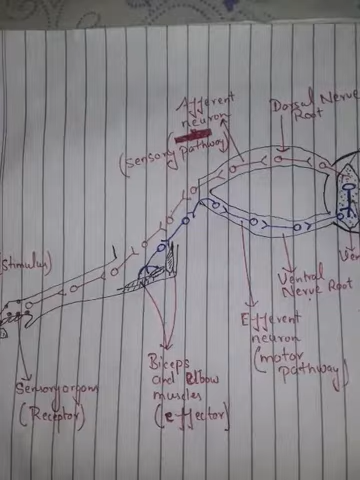 Afferent
neuron
(sensory pathway)
Dorsal Nerve
Root
Stimulus)
Ventral
Nerve Root
Ven
Efferent
neuron
(motor
pathway)
Biceps
and Elbow
muscles
(effector)
Sensory organ
(Receptor)